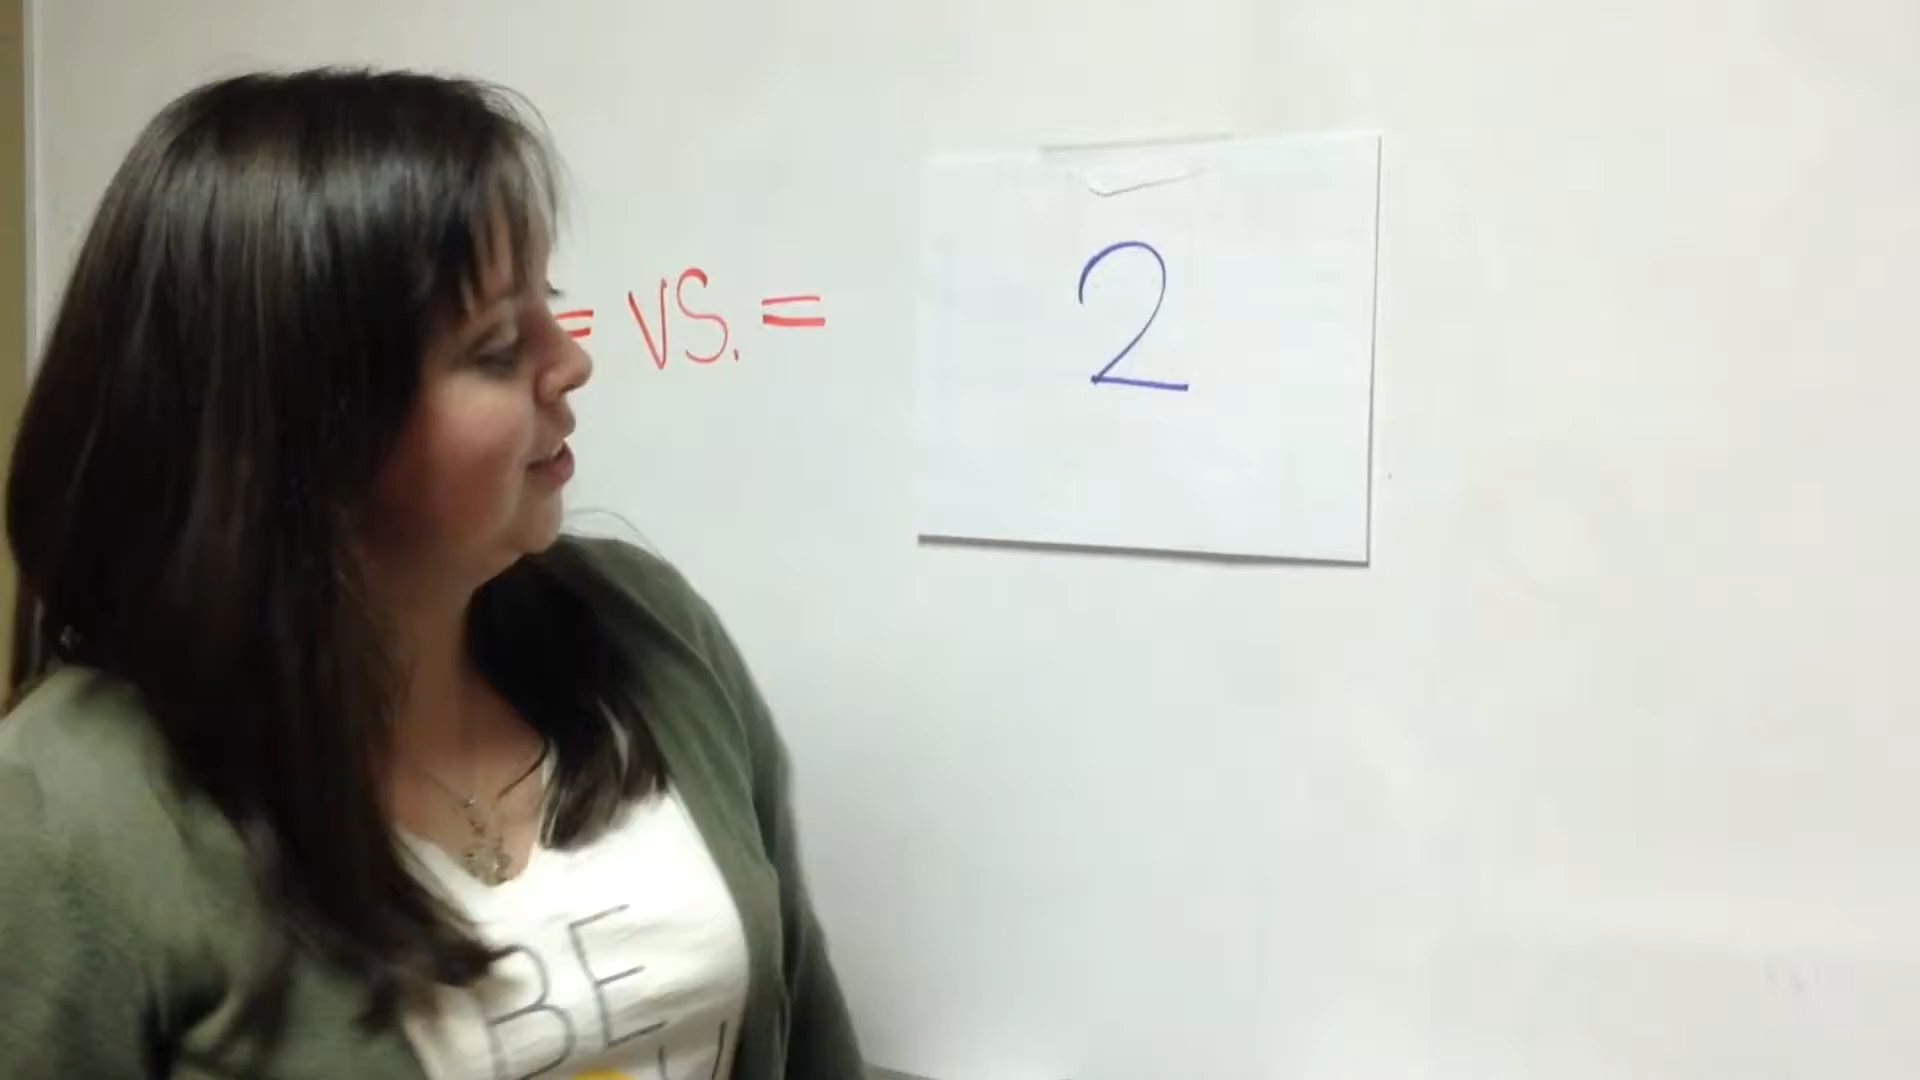 = VS. =
2
BE